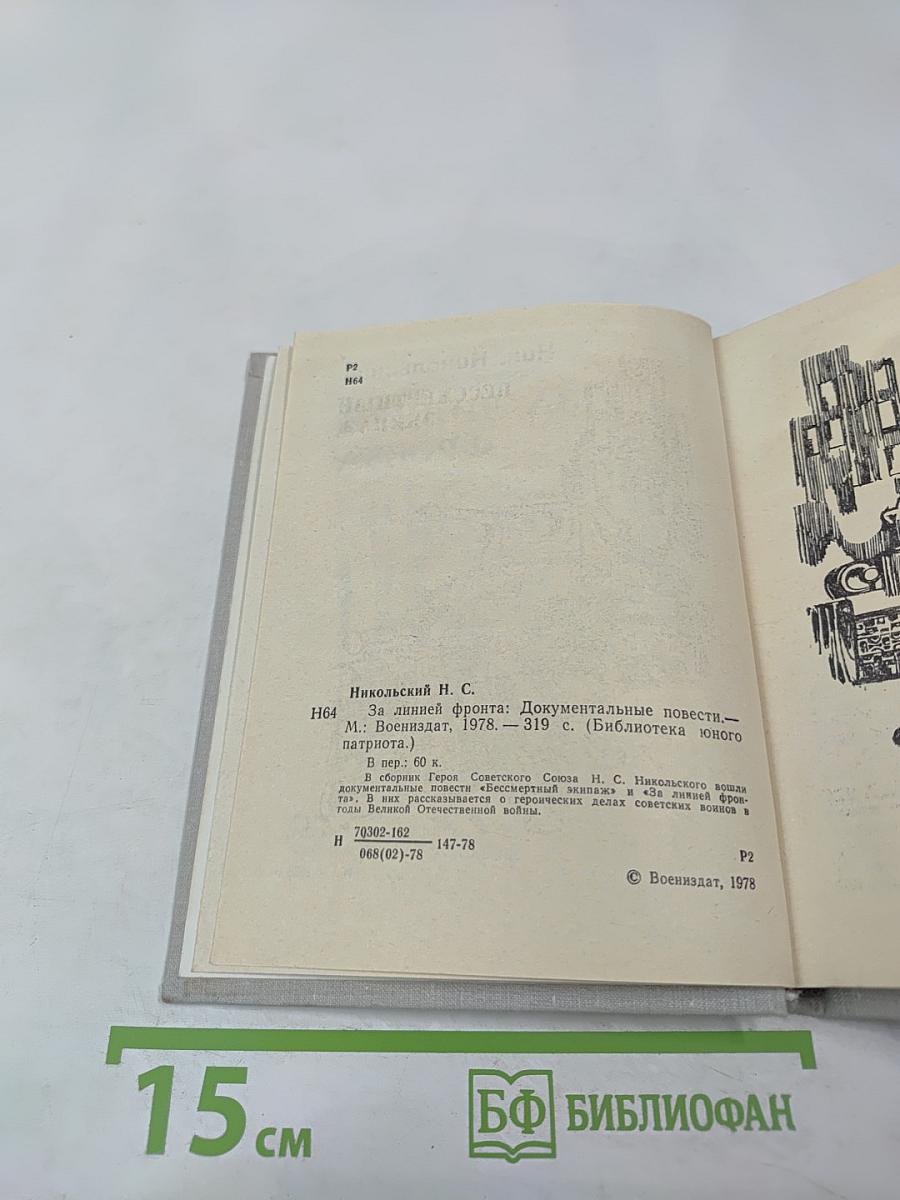 Р2
Н64
Никольский Н. С.
Н64 За линией фронта: Документальные повести.—
М.: Воениздат, 1978. — 319 с. (Библиотека юного
патриота.)
В пер.: 60 к.
В сборник Героя Советского Союза Н. С. Никольского вошли
документальные повести «Бессмертный экипаж» и «За линией фрон-
та». В них рассказывается о героических делах советских воинов в
годы Великой Отечественной войны.
Н 70302-162 147-78
068(02)-78
Р2
© Воениздат, 1978
15 см
БФ БИБЛИОФАН